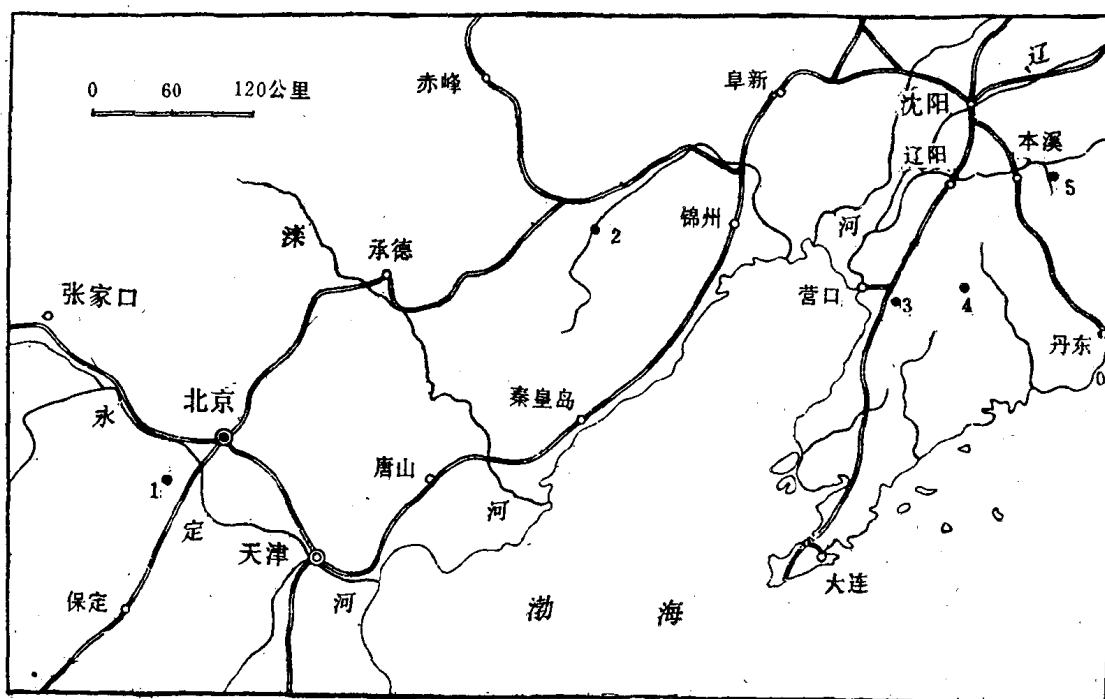 0 60 120公里
赤峰
阜新
辽
沈阳
本溪
辽阳
5
滦
承德
2
锦州
河
张家口
营口
3
4
丹东
永
北京
秦皇岛
1
唐山
定
河
天津
大连
保定
河
渤海